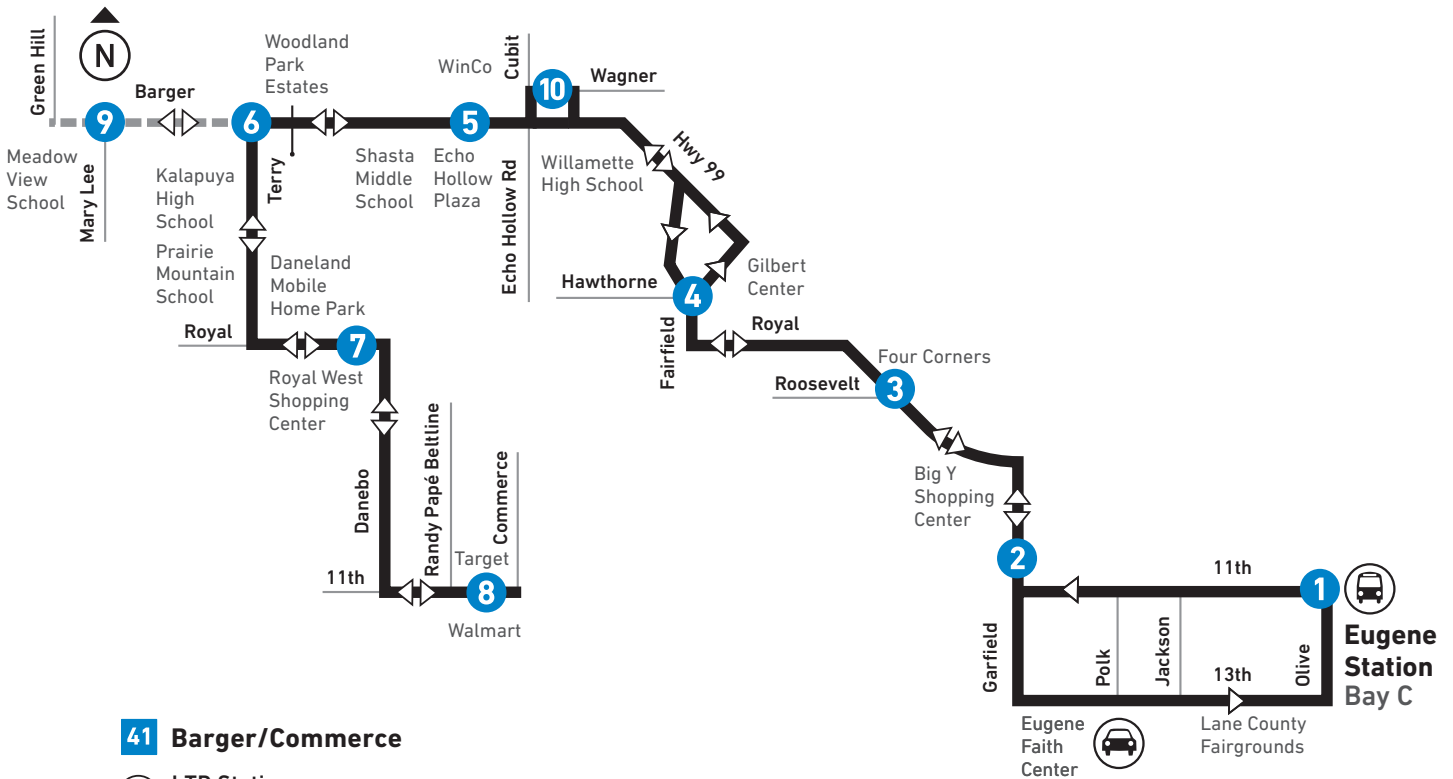 Green Hill
N
Barger
9
Meadow
View
School
Mary Lee
6
Woodland
Park
Estates
Terry
Kalapuya
High
School
Prairie
Mountain
School
Shasta
Middle
School
WinCo
5
Echo
Hollow
Plaza
Cubit
10
Wagner
Echo Hollow Rd
Willamette
High School
Hwy 99
Gilbert
Center
Hawthorne
4
Fairfield
Royal
Daneland
Mobile
Home Park
Royal
7
Royal West
Shopping
Center
Danebo
Randy Papé Beltline
Commerce
11th
Target
8
Walmart
Four Corners
Roosevelt
3
Big Y
Shopping
Center
2
11th
1
Eugene
Station
Bay C
Garfield
Polk
Jackson
13th
Olive
Eugene
Faith
Center
Lane County
Fairgrounds
41 Barger/Commerce